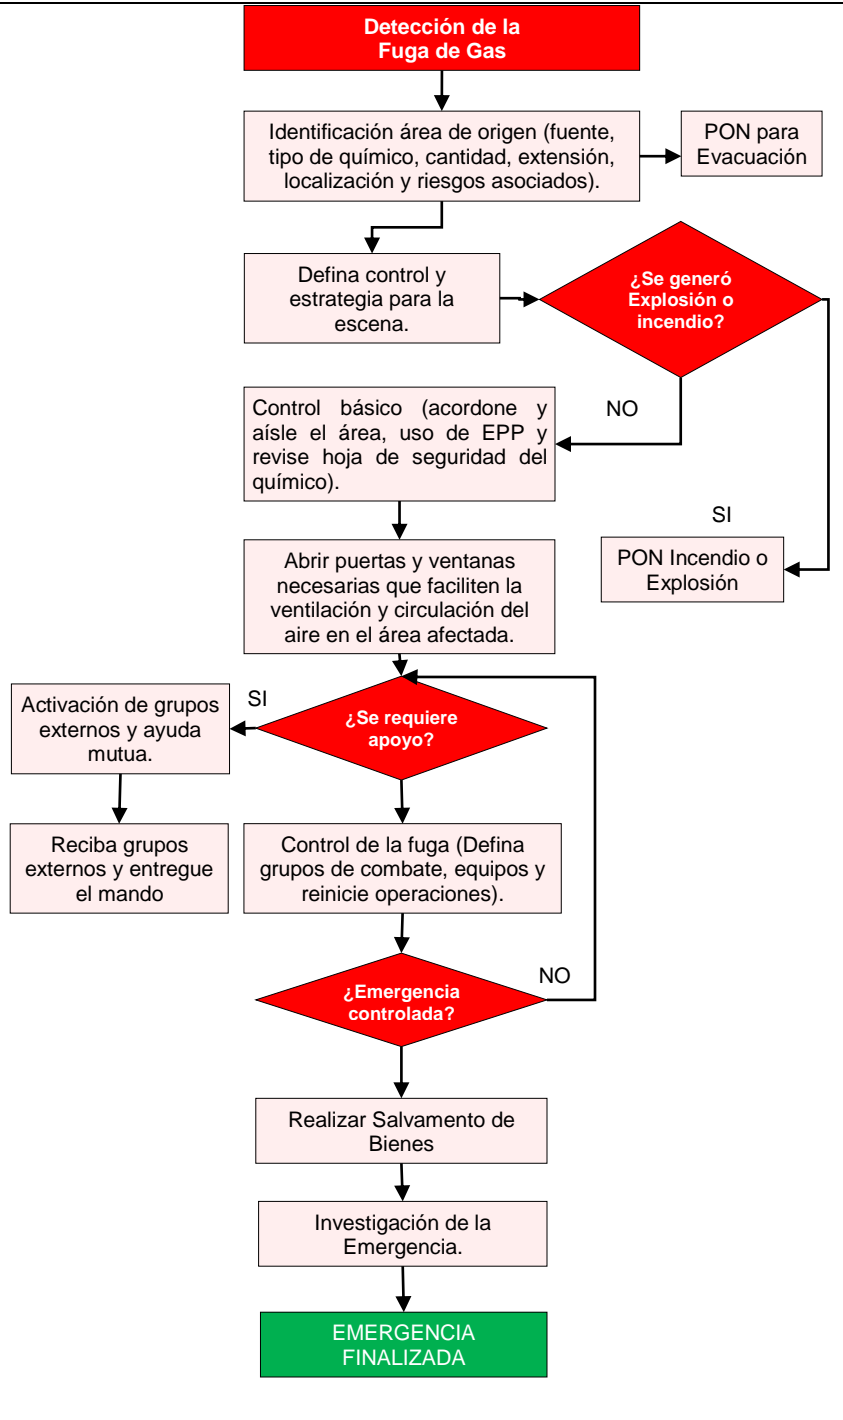 Detección de la
Fuga de Gas
Identificación área de origen (fuente,
tipo de químico, cantidad, extensión,
localización y riesgos asociados).
PON para
Evacuación
Defina control y
estrategia para la
escena.
¿Se generó
Explosión o
incendio?
Control básico (acordone y
aísle el área, uso de EPP y
revise hoja de seguridad del
químico).
NO
SI
PON Incendio o
Explosión
Abrir puertas y ventanas
necesarias que faciliten la
ventilación y circulación del
aire en el área afectada.
Activación de grupos
externos y ayuda
mutua.
SI
¿Se requiere
apoyo?
Reciba grupos
externos y entregue
el mando
Control de la fuga (Defina
grupos de combate, equipos y
reinicie operaciones).
¿Emergencia
controlada?
NO
Realizar Salvamento de
Bienes
Investigación de la
Emergencia.
EMERGENCIA
FINALIZADA